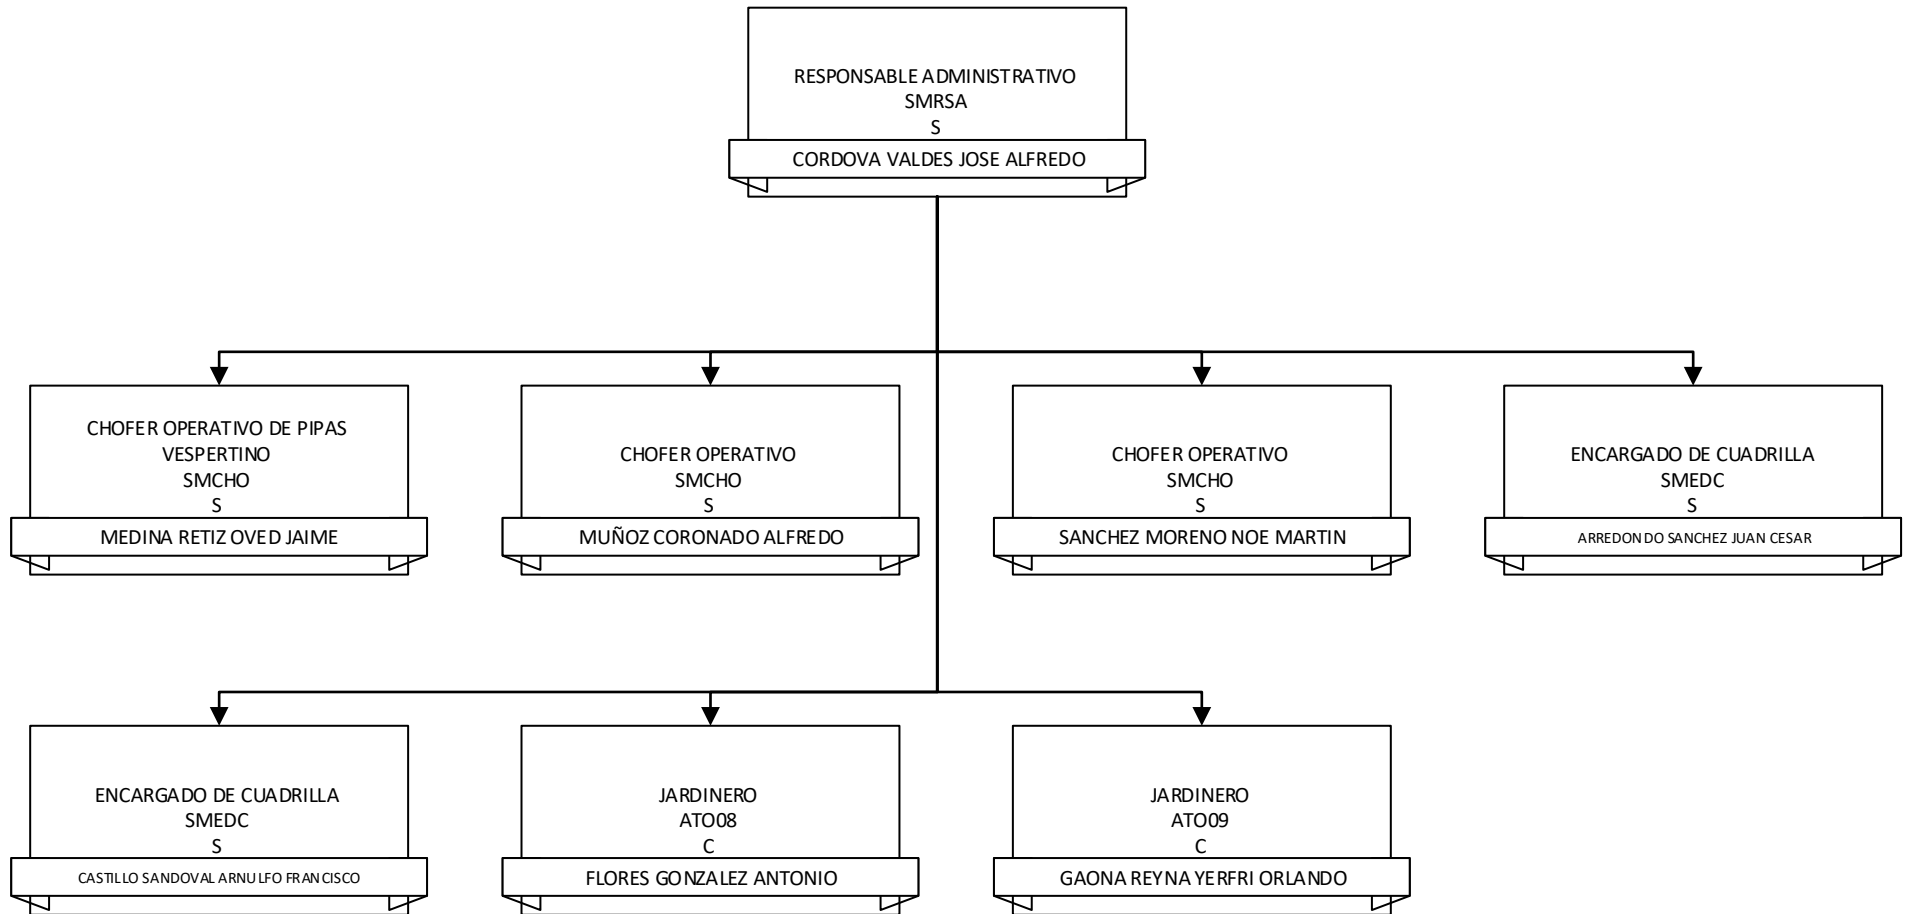 RESPONSABLE ADMINISTRATIVO
SMRSA
S
CORDOVA VALDES JOSE ALFREDO
CHOFER OPERATIVO DE PIPAS
VESPERTINO
SMCHO
S
MEDINA RETIZ OVED JAIME
CHOFER OPERATIVO
SMCHO
S
MUÑOZ CORONADO ALFREDO
CHOFER OPERATIVO
SMCHO
S
SANCHEZ MORENO NOE MARTIN
ENCARGADO DE CUADRILLA
SMEDC
S
ARREDONDO SANCHEZ JUAN CESAR
ENCARGADO DE CUADRILLA
SMEDC
S
CASTILLO SANDOVAL ARNULFO FRANCISCO
JARDINERO
ATO08
C
FLORES GONZALEZ ANTONIO
JARDINERO
ATO09
C
GAONA REYNA YERFRI ORLANDO